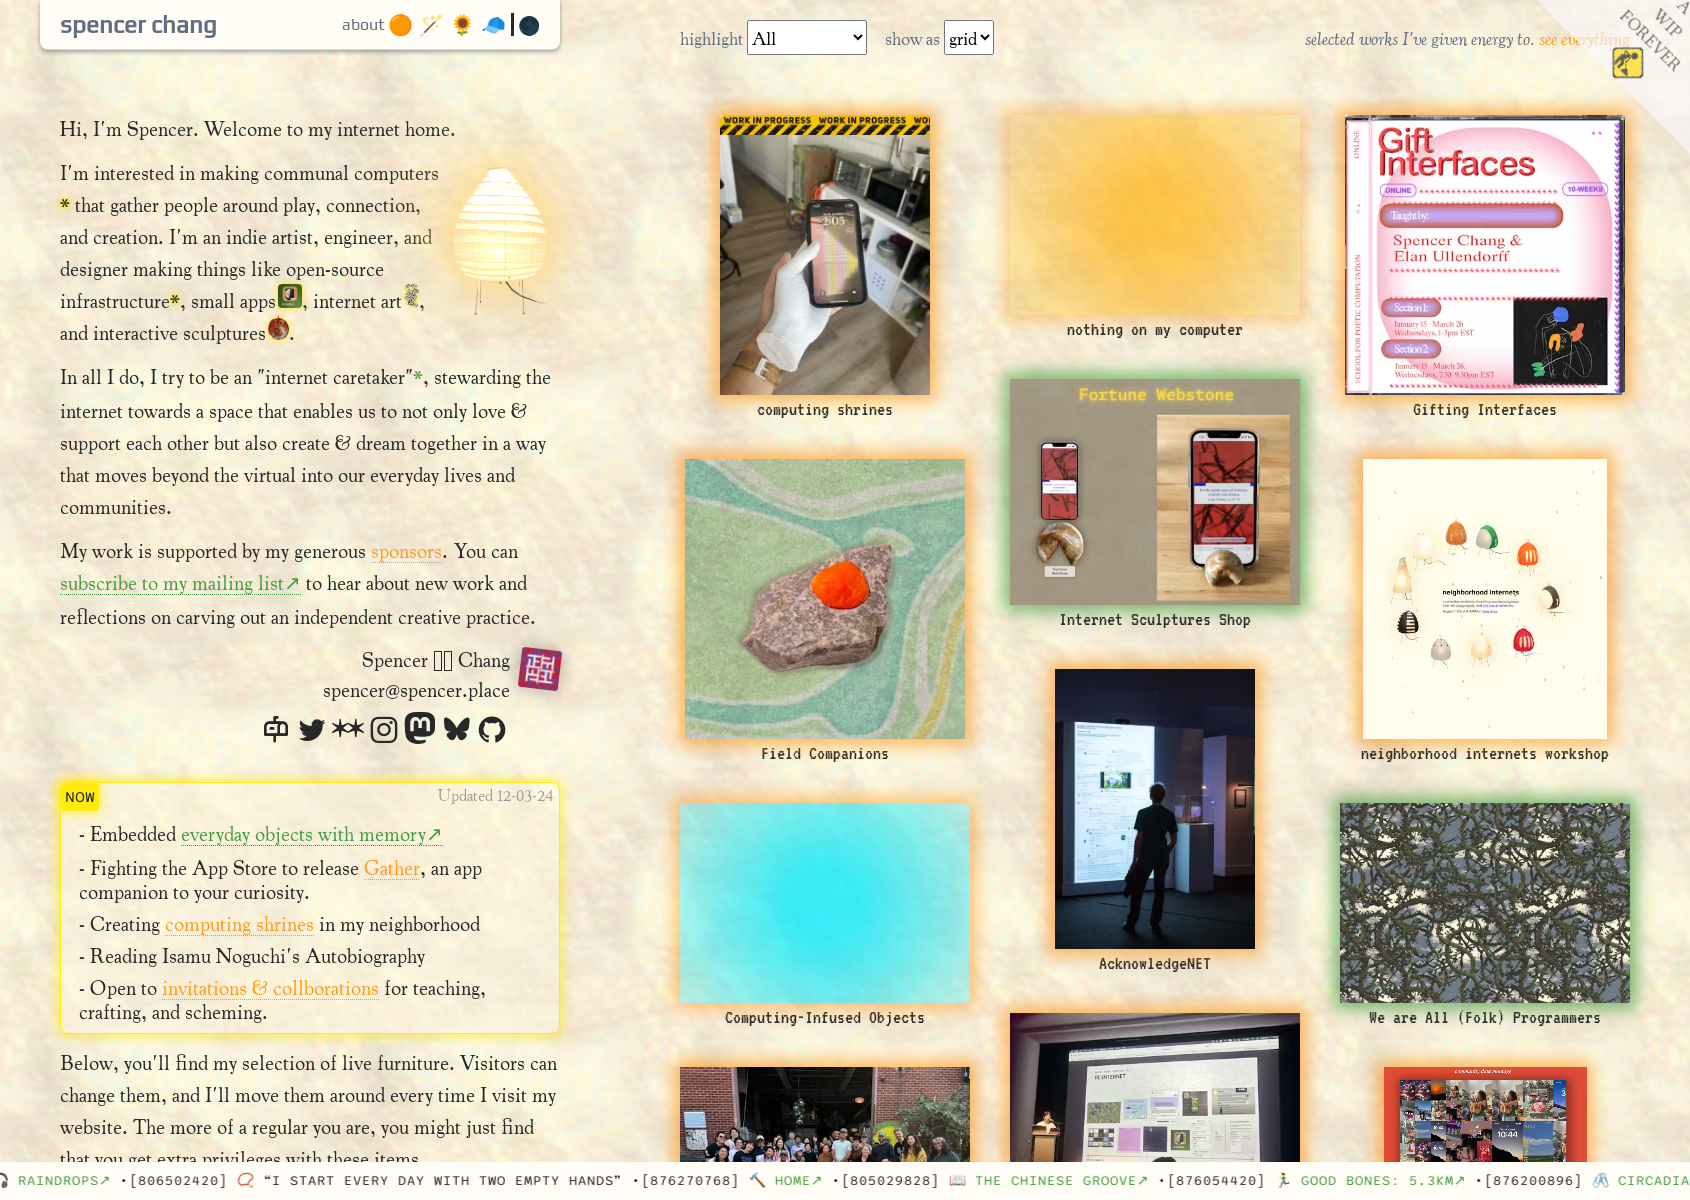 spencer chang
about
highlight All show as grid
selected works I've given energy to. see everything
A WIP FOREVER
Hi, I'm Spencer. Welcome to my internet home.
I'm interested in making communal computers
* that gather people around play, connection,
and creation. I'm an indie artist, engineer, and
designer making things like open-source
infrastructure*, small apps, internet art,
and interactive sculptures.
In all I do, I try to be an "internet caretaker"*, stewarding the
internet towards a space that enables us to not only love &
support each other but also create & dream together in a way
that moves beyond the virtual into our everyday lives and
communities.
My work is supported by my generous sponsors. You can
subscribe to my mailing list↗ to hear about new work and
reflections on carving out an independent creative practice.
Spencer Chang
spencer@spencer.place
NOW
Updated 12-03-24
- Embedded everyday objects with memory↗
- Fighting the App Store to release Gather, an app
companion to your curiosity.
- Creating computing shrines in my neighborhood
- Reading Isamu Noguchi's Autobiography
- Open to invitations & collborations for teaching,
crafting, and scheming.
Below, you'll find my selection of live furniture. Visitors can
change them, and I'll move them around every time I visit my
website. The more of a regular you are, you might just find
that you get extra privileges with these items.
WORK IN PROGRESS WORK IN PROGRESS WO
2:05
computing shrines
nothing on my computer
Gift
Interfaces
ONLINE
10-WEEKS
Taught by:
Spencer Chang &
Elan Ullendorff
Section 1:
January 15 - March 26
Wednesdays, 1-3pm EST
Section 2:
January 15 - March 26,
Wednesdays, 7:30-9:30pm EST
SCHOOL FOR POETIC COMPUTATION
ONLINE
Gifting Interfaces
Fortune Webstone
Internet Sculptures Shop
Field Companions
neighborhood internets
neighborhood internets workshop
AcknowledgeNET
Computing-Infused Objects
We are All (Folk) Programmers
RE:INTERNET
10:44
RAINDROPS↗ •[806502420] "I START EVERY DAY WITH TWO EMPTY HANDS" •[876270768] HOME↗ •[805029828] THE CHINESE GROOVE↗ •[876054420] GOOD BONES: 5.3KM↗ •[876200896] CIRCADIA